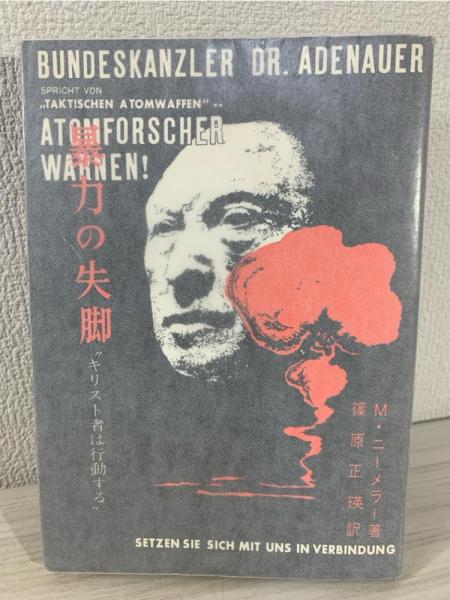 BUNDESKANZLER DR. ADENAUER
SPRICHT VON
„TAKTISCHEN ATOMWAFFEN“ ..
ATOMFORSCHER
WARNEN!
暴力の失脚
"キリスト者は行動する"
M・ニーメラー著
篠原正瑛訳
SETZEN SIE SICH MIT UNS IN VERBINDUNG